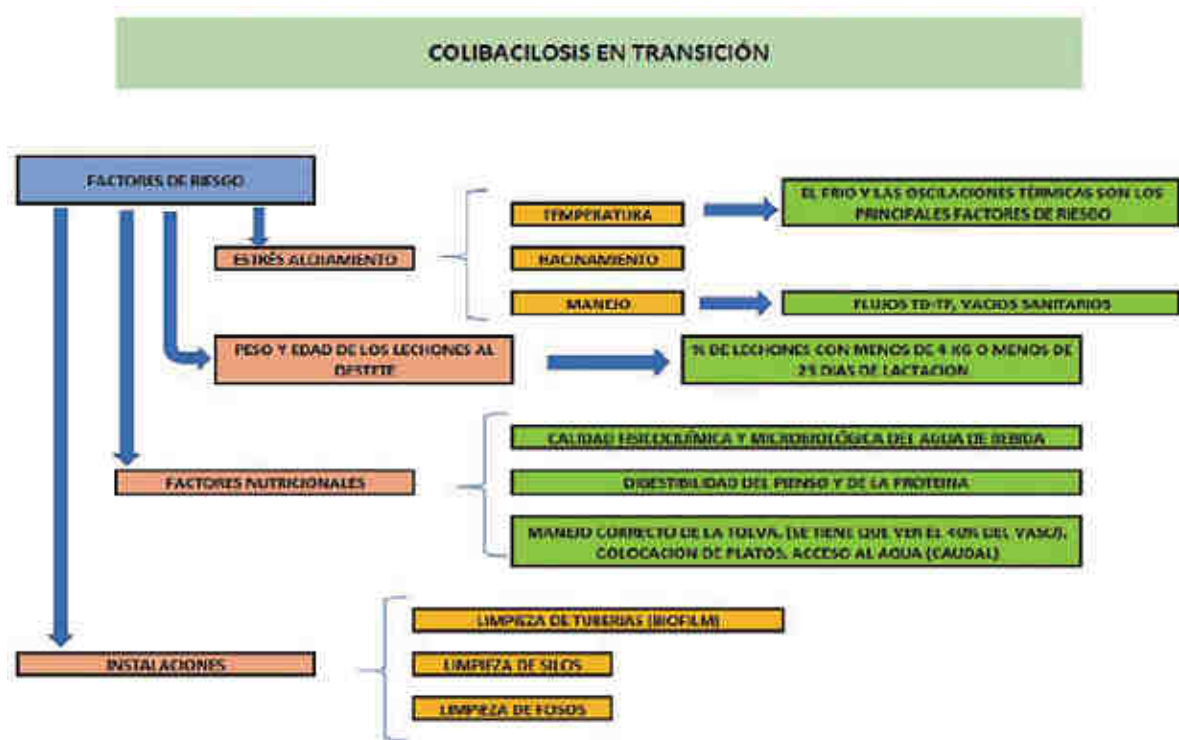 COLIBACILOSIS EN TRANSICIÓN
FACTORES DE RIESGO
ESTRÉS ALOJAMIENTO
TEMPERATURA
EL FRIO Y LAS OSCILACIONES TÉRMICAS SON LOS
PRINCIPALES FACTORES DE RIESGO
HACINAMIENTO
MANEJO
FLUJOS TD-TF, VACIOS SANITARIOS
PESO Y EDAD DE LOS LECHONES AL
DESTETE
% DE LECHONES CON MENOS DE 4 KG O MENOS DE
23 DIAS DE LACTACION
FACTORES NUTRICIONALES
CALIDAD FISICOQUÍMICA Y MICROBIOLÓGICA DEL AGUA DE BEBIDA
DIGESTIBILIDAD DEL PIENSO Y DE LA PROTEINA
MANEJO CORRECTO DE LA TOLVA, (SE TIENE QUE VER EL 40% DEL VASO),
COLOCACION DE PLATOS, ACCESO AL AGUA (CAUDAL)
INSTALACIONES
LIMPIEZA DE TUBERIAS (BIOFILM)
LIMPIEZA DE SILOS
LIMPIEZA DE FOSOS